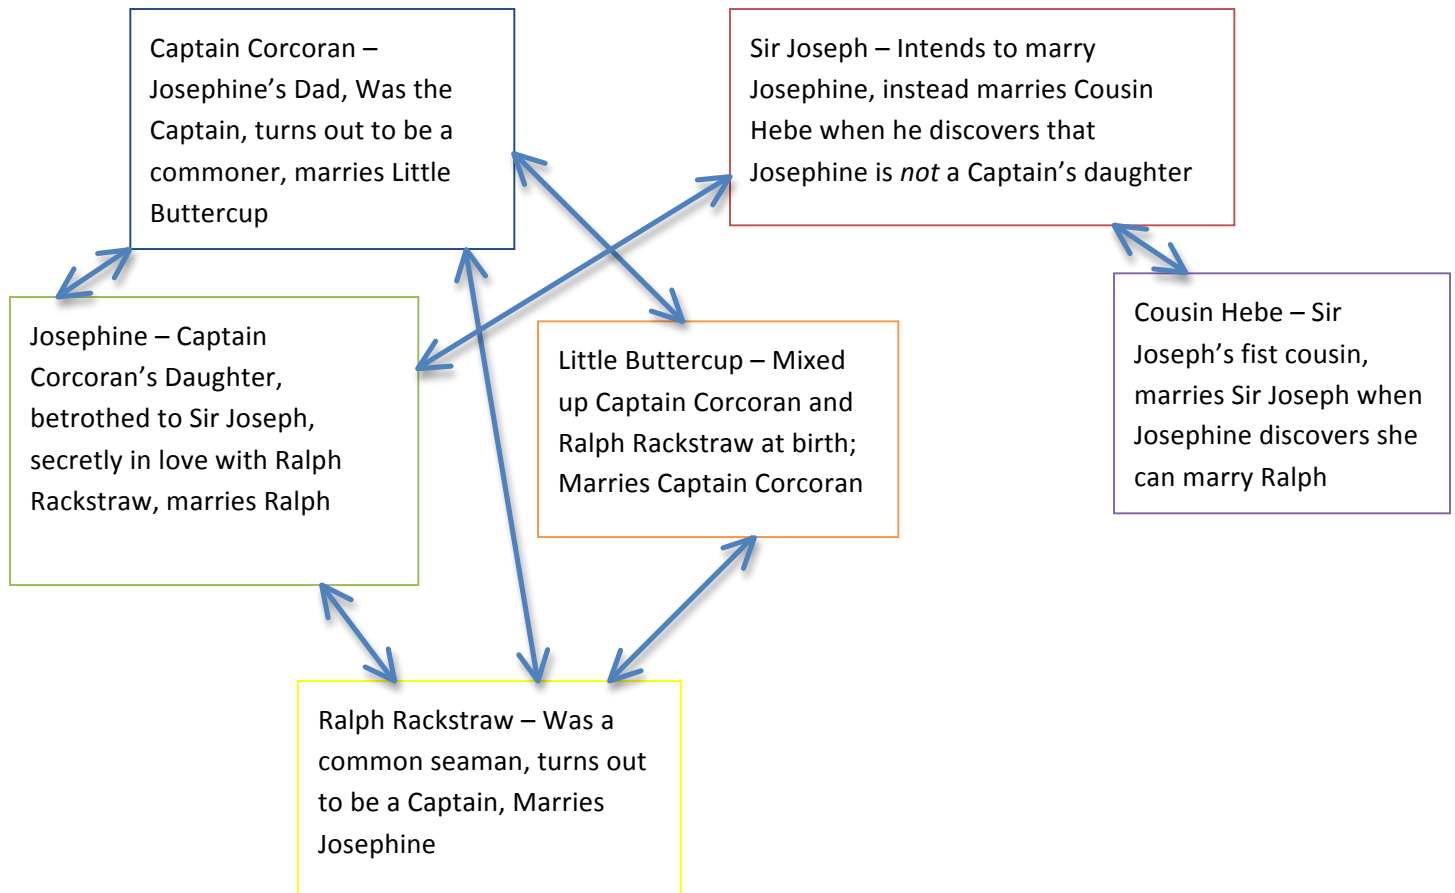 Captain Corcoran –
Josephine’s Dad, Was the
Captain, turns out to be a
commoner, marries Little
Buttercup
Sir Joseph – Intends to marry
Josephine, instead marries Cousin
Hebe when he discovers that
Josephine is not a Captain’s daughter
Josephine – Captain
Corcoran’s Daughter,
betrothed to Sir Joseph,
secretly in love with Ralph
Rackstraw, marries Ralph
Little Buttercup – Mixed
up Captain Corcoran and
Ralph Rackstraw at birth;
Marries Captain Corcoran
Cousin Hebe – Sir
Joseph’s fist cousin,
marries Sir Joseph when
Josephine discovers she
can marry Ralph
Ralph Rackstraw – Was a
common seaman, turns out
to be a Captain, Marries
Josephine